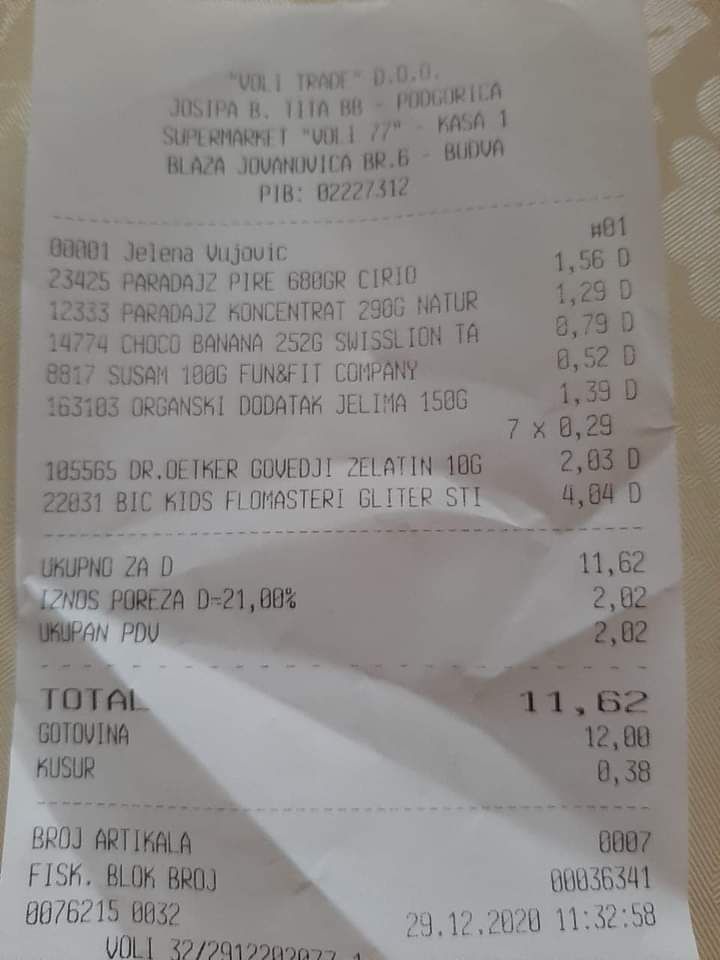 "VOLI TRADE" D.O.O.
JOSIPA B. TITA BB - PODGORICA
SUPERMARKET "VOLI 77" - KASA 1
BLAZA JOVANOVICA BR.6 - BUDVA
PIB: 02227312
00001 Jelena Vujovic #01
23425 PARADAJZ PIRE 680GR CIRIO 1,56 D
12333 PARADAJZ KONCENTRAT 290G NATUR 1,29 D
14774 CHOCO BANANA 252G SWISSLION TA 0,79 D
8817 SUSAM 100G FUN&FIT COMPANY 0,52 D
163103 ORGANSKI DODATAK JELIMA 150G 1,39 D
7 x 0,29
105565 DR.OETKER GOVEDJI ZELATIN 10G 2,03 D
22031 BIC KIDS FLOMASTERI GLITER STI 4,04 D
UKUPNO ZA D 11,62
IZNOS POREZA D=21,00% 2,02
UKUPAN PDV 2,02
TOTAL 11,62
GOTOVINA 12,00
KUSUR 0,38
BROJ ARTIKALA 0007
FISK. BLOK BROJ 00036341
0076215 0032 29.12.2020 11:32:58
VOLI